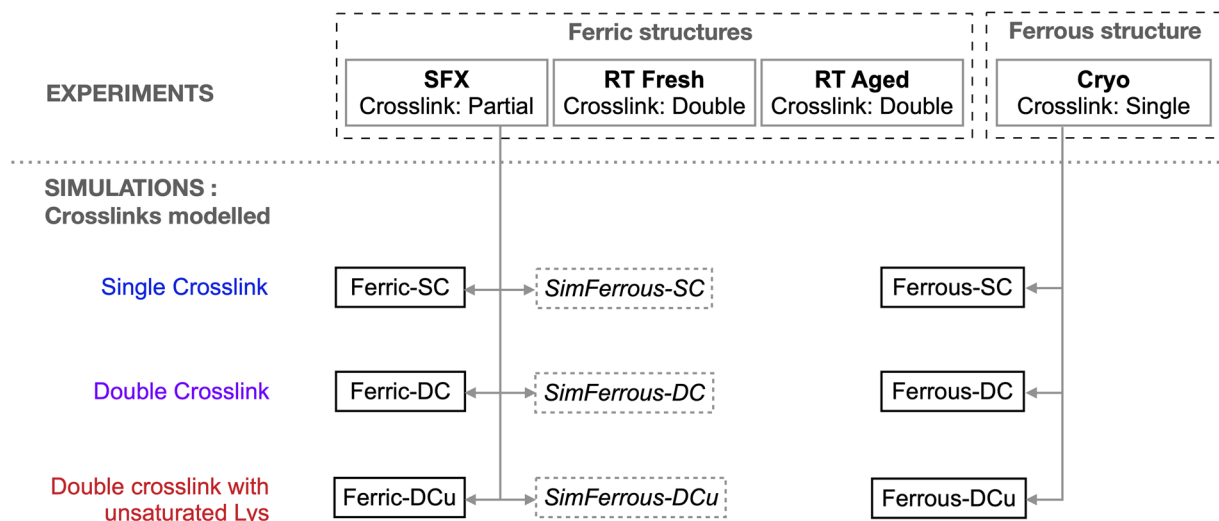 Ferric structures
Ferrous structure
EXPERIMENTS
SFX
Crosslink: Partial
RT Fresh
Crosslink: Double
RT Aged
Crosslink: Double
Cryo
Crosslink: Single
SIMULATIONS :
Crosslinks modelled
Single Crosslink
Ferric-SC
SimFerrous-SC
Ferrous-SC
Double Crosslink
Ferric-DC
SimFerrous-DC
Ferrous-DC
Double crosslink with
unsaturated Lys
Ferric-DCu
SimFerrous-DCu
Ferrous-DCu